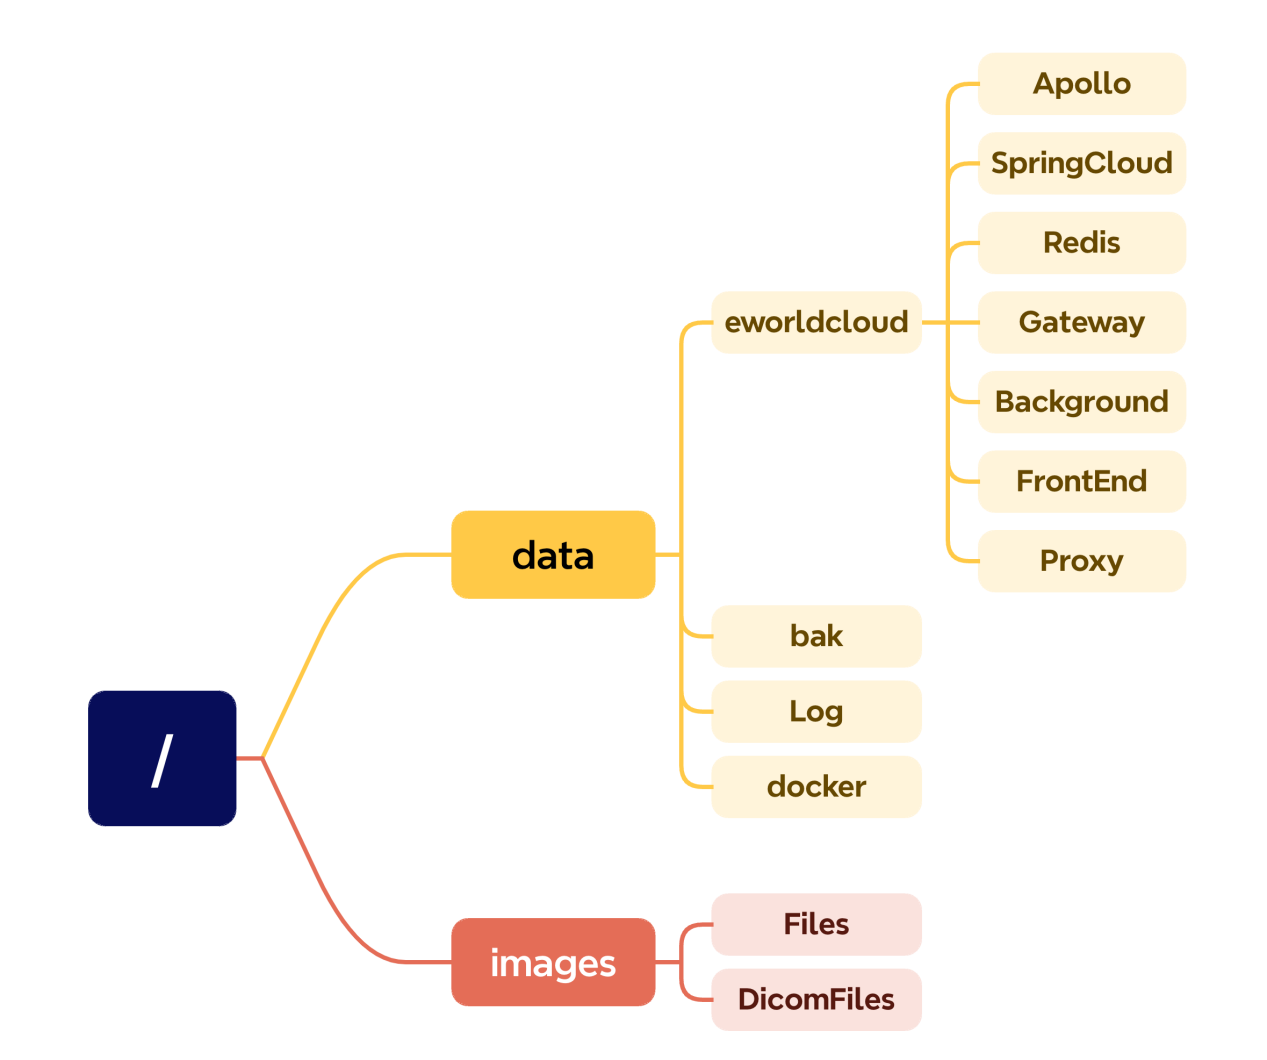 /
data
eworldcloud
Apollo
SpringCloud
Redis
Gateway
Background
FrontEnd
Proxy
bak
Log
docker
images
Files
DicomFiles